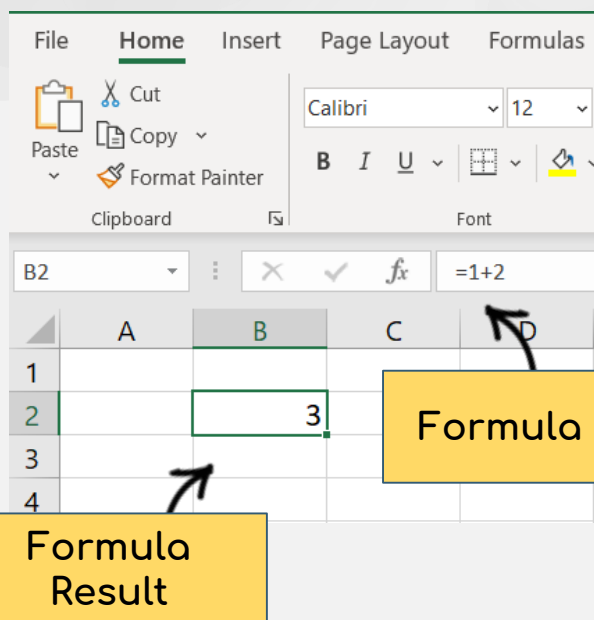 File Home Insert Page Layout Formulas
Cut
Calibri 12
Copy
Paste
B I U
Format Painter
Clipboard Font
B2 fx =1+2
A B C D
1
2 3
Formula
3
4
Formula
Result